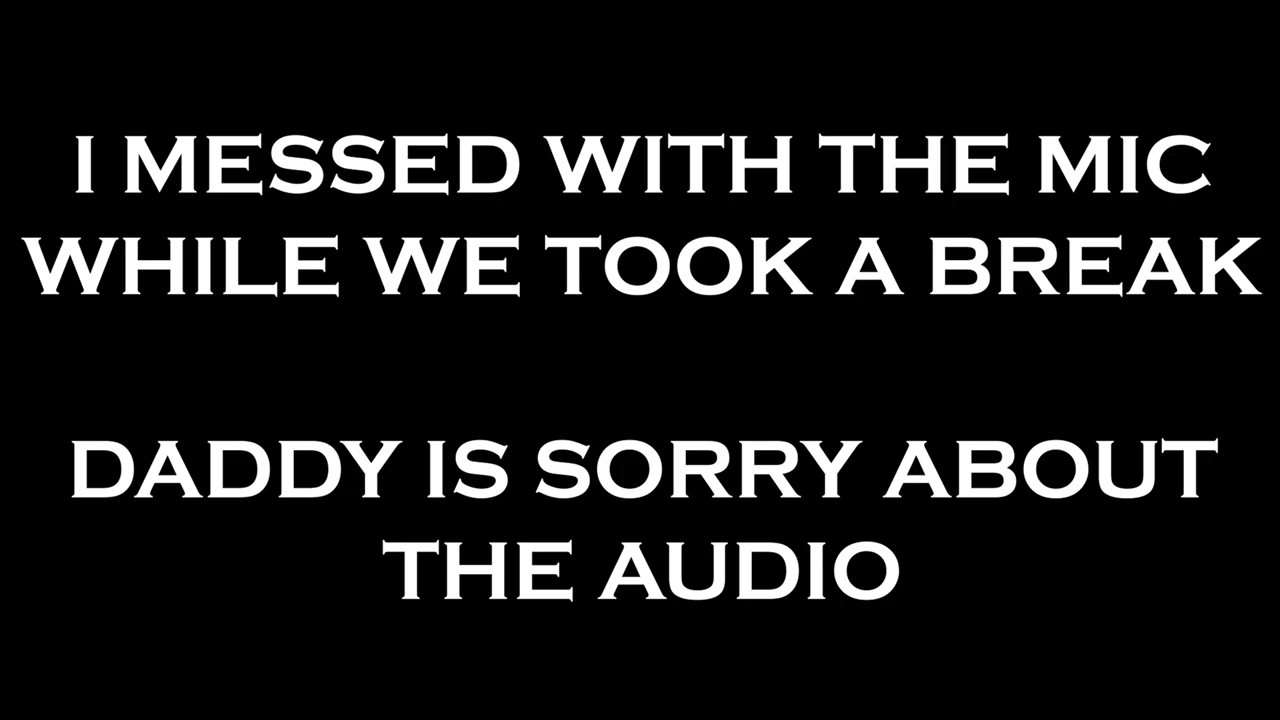 I MESSED WITH THE MIC
WHILE WE TOOK A BREAK
DADDY IS SORRY ABOUT
THE AUDIO